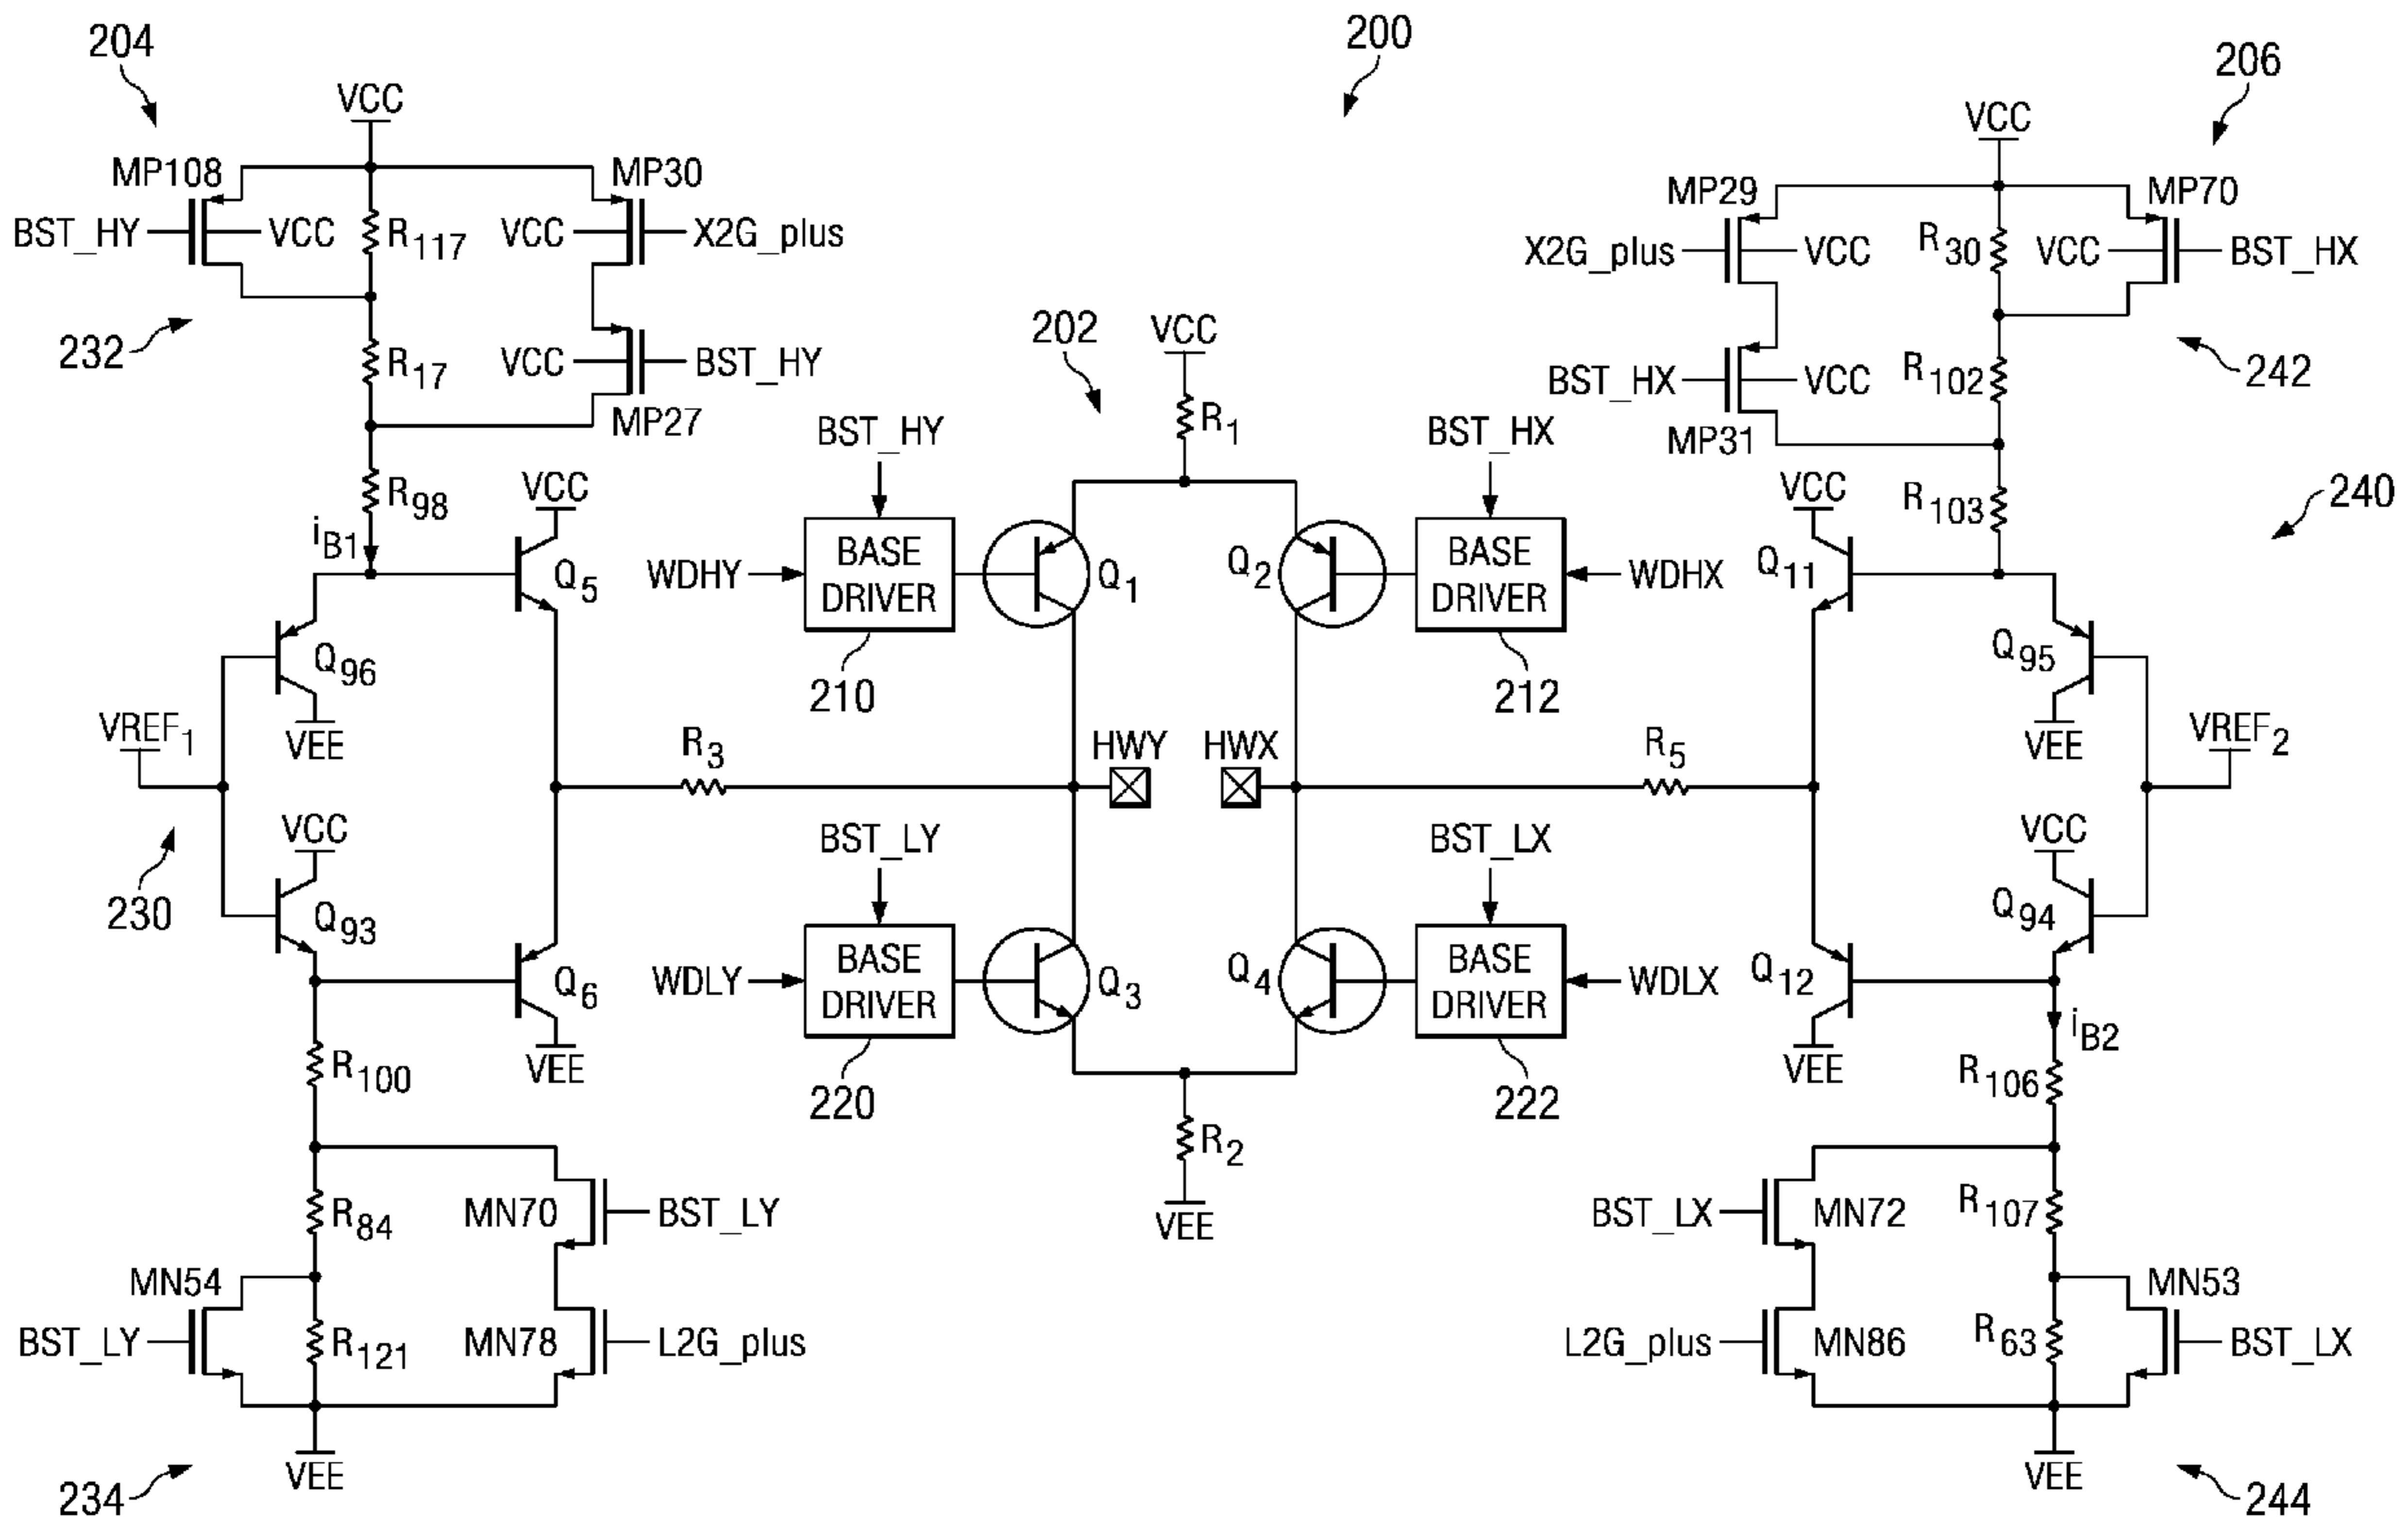 200
204
206
VCC
VCC
MP108
MP30
MP29
MP70
BST_HY
VCC
R117
VCC
X2G_plus
X2G_plus
VCC
R30
VCC
BST_HX
232
R17
VCC
BST_HY
MP27
202
VCC
R1
BST_HX
VCC
MP31
R102
242
BST_HY
BST_HX
R98
VCC
VCC
R103
240
iB1
Q5
WDHY
BASE
DRIVER
Q1
Q2
BASE
DRIVER
WDHX
Q11
Q96
210
212
Q95
VREF1
VEE
R3
HWY
HWX
R5
VEE
VREF2
VCC
BST_LY
BST_LX
VCC
230
Q93
Q94
Q6
WDLY
BASE
DRIVER
Q3
Q4
BASE
DRIVER
WDLX
Q12
iB2
VEE
VEE
R100
220
222
R106
R2
VEE
R84
MN70
BST_LY
BST_LX
MN72
R107
MN54
MN53
BST_LY
R121
MN78
L2G_plus
L2G_plus
MN86
R63
BST_LX
VEE
VEE
234
244